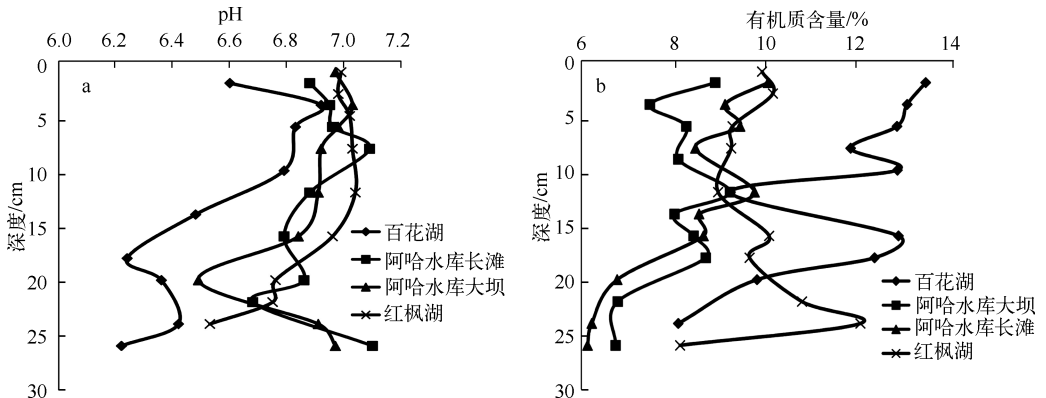 pH
6.0 6.2 6.4 6.6 6.8 7.0 7.2
0
5
10
15
20
25
30
深度/cm
a
百花湖
阿哈水库长滩
阿哈水库大坝
红枫湖
有机质含量/%
6 8 10 12 14
0
5
10
15
20
25
30
深度/cm
b
百花湖
阿哈水库大坝
阿哈水库长滩
红枫湖